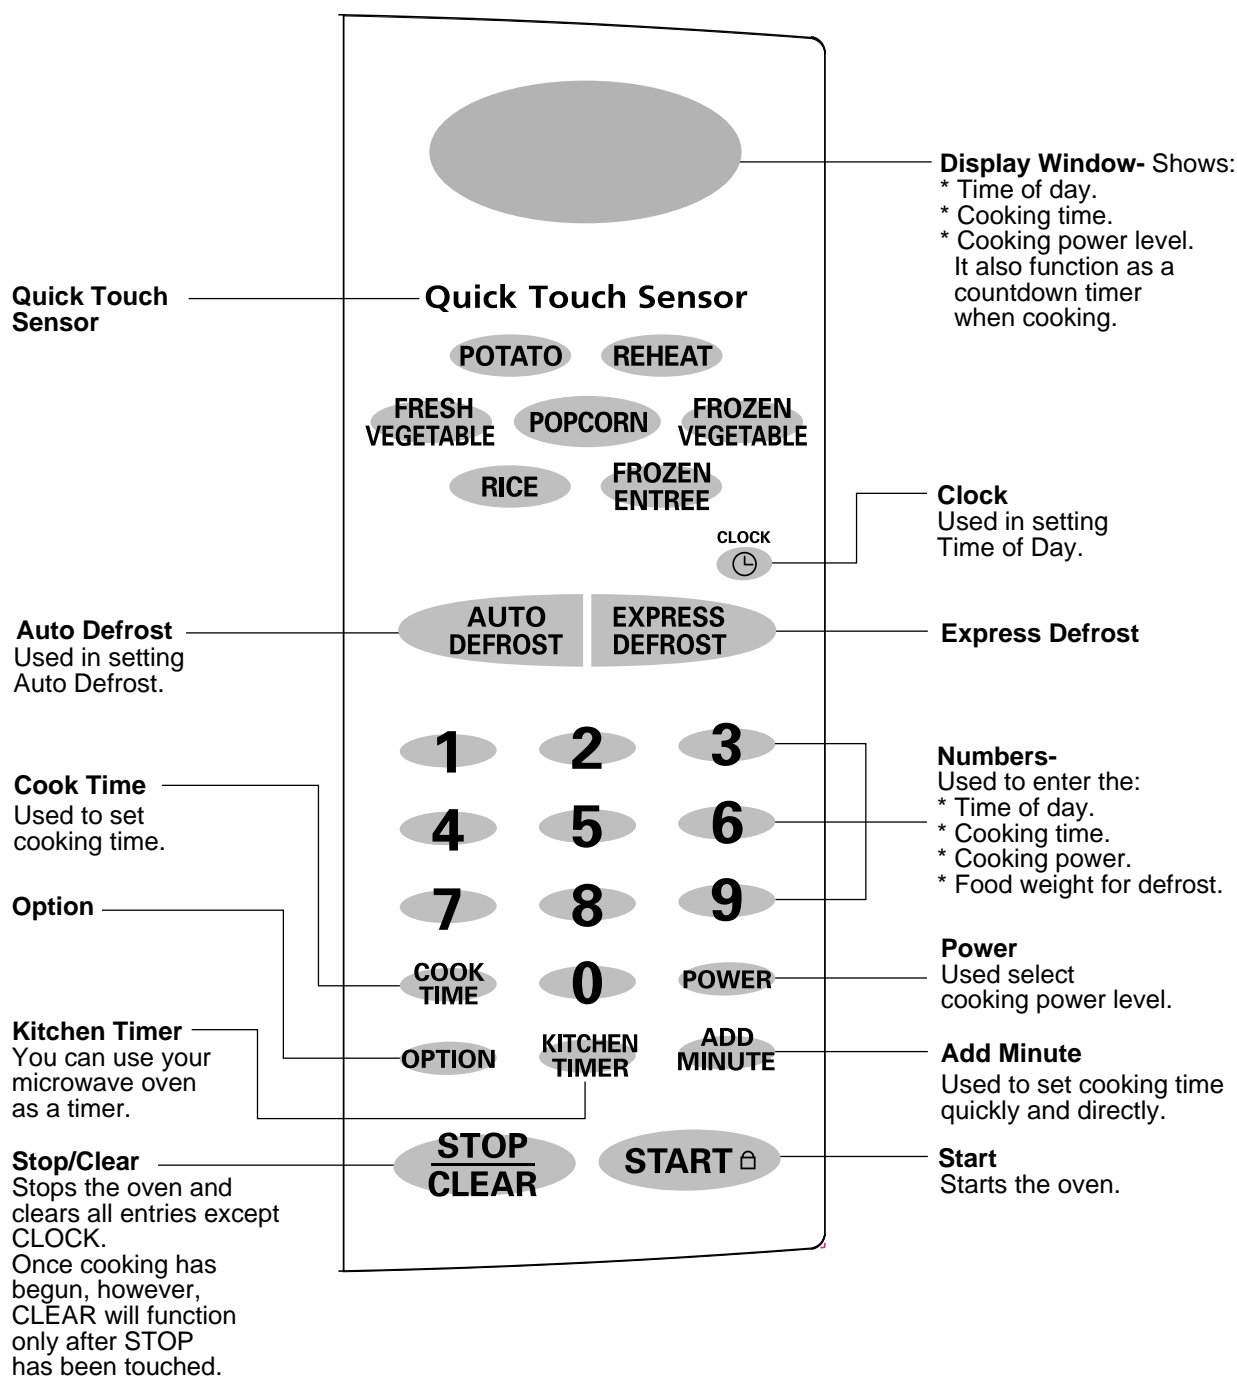 Display Window- Shows:
* Time of day.
* Cooking time.
* Cooking power level.
It also function as a
countdown timer
when cooking.
Quick Touch
Sensor
Quick Touch Sensor
POTATO
REHEAT
FRESH
VEGETABLE
POPCORN
FROZEN
VEGETABLE
RICE
FROZEN
ENTREE
Clock
Used in setting
Time of Day.
CLOCK
Auto Defrost
Used in setting
Auto Defrost.
AUTO
DEFROST
EXPRESS
DEFROST
Express Defrost
1 2 3
4 5 6
7 8 9
Numbers-
Used to enter the:
* Time of day.
* Cooking time.
* Cooking power.
* Food weight for defrost.
Cook Time
Used to set
cooking time.
Option
COOK
TIME
0
POWER
Power
Used select
cooking power level.
Kitchen Timer
You can use your
microwave oven
as a timer.
OPTION
KITCHEN
TIMER
ADD
MINUTE
Add Minute
Used to set cooking time
quickly and directly.
Stop/Clear
Stops the oven and
clears all entries except
CLOCK.
Once cooking has
begun, however,
CLEAR will function
only after STOP
has been touched.
STOP
CLEAR
START
Start
Starts the oven.